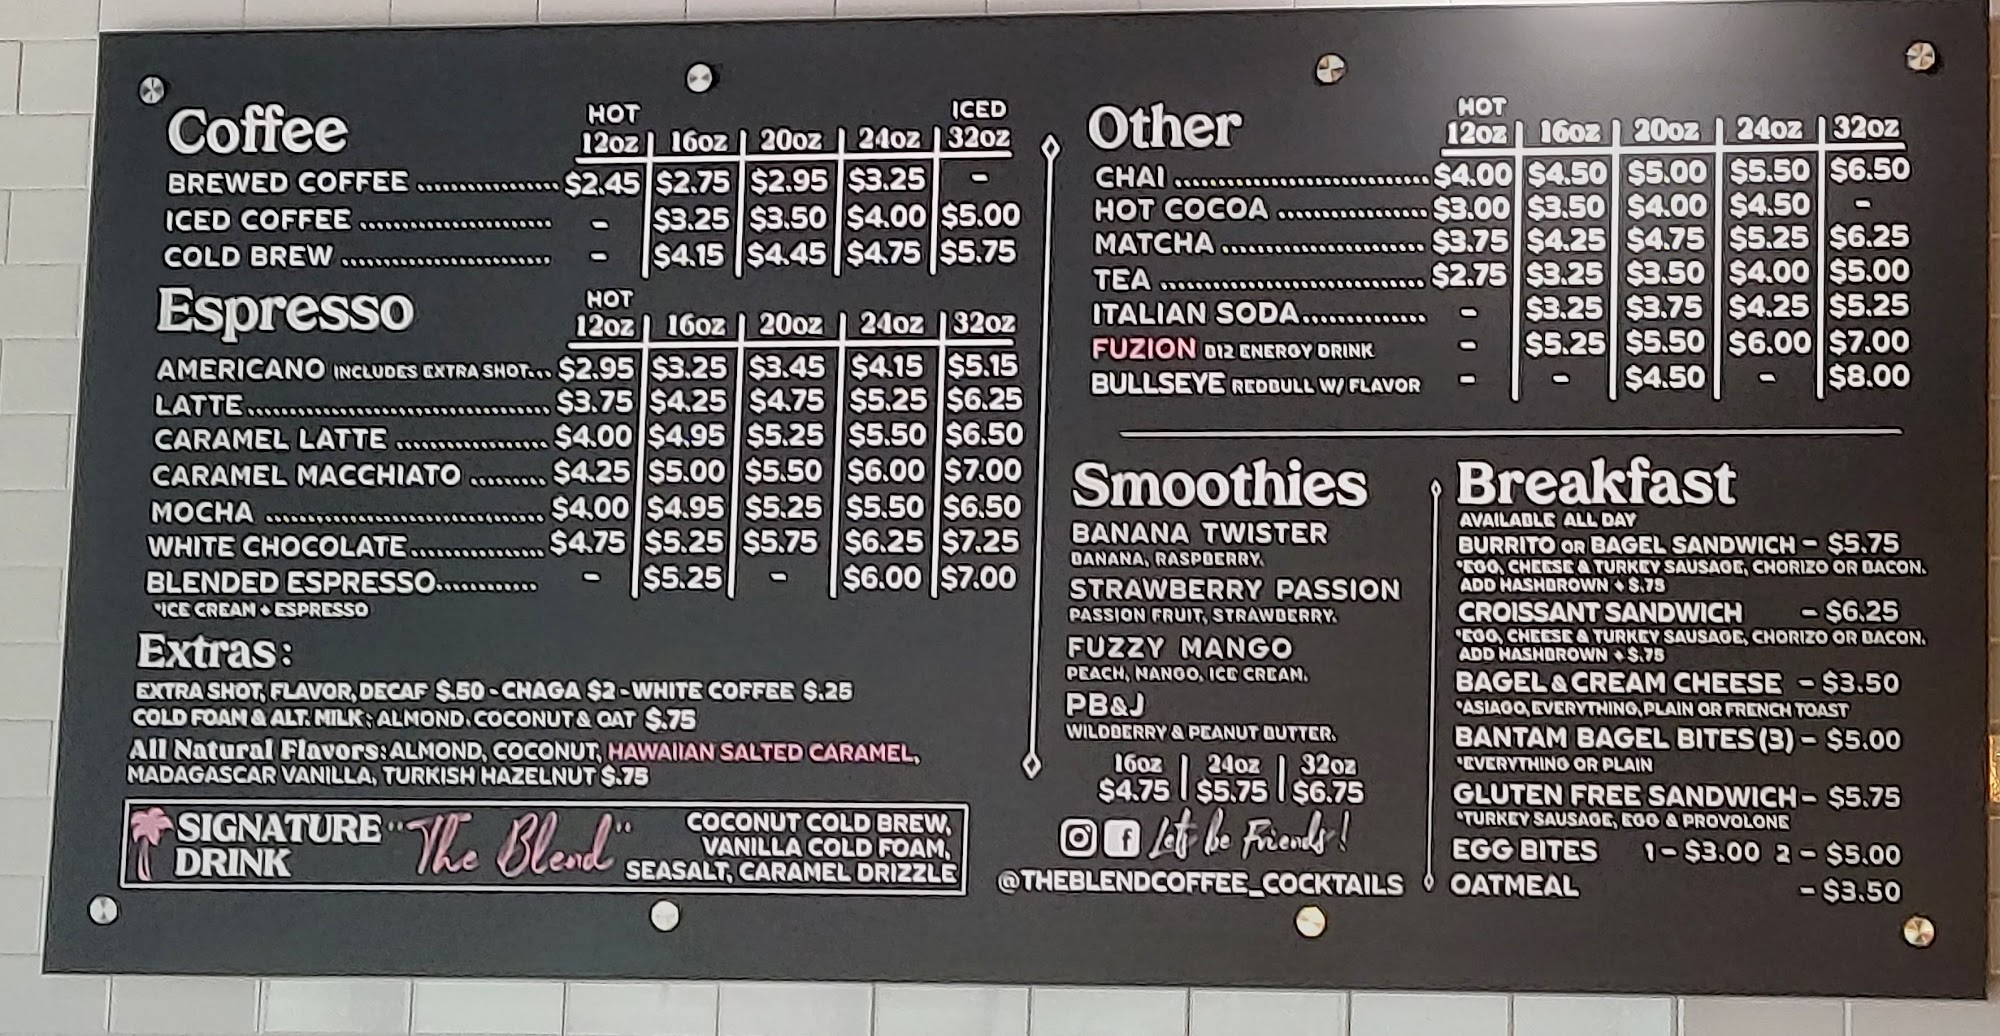 Coffee
HOT ICED
12oz 16oz 20oz 24oz 32oz
BREWED COFFEE .................. $2.45 $2.75 $2.95 $3.25 -
ICED COFFEE ........................ - $3.25 $3.50 $4.00 $5.00
COLD BREW .......................... - $4.15 $4.45 $4.75 $5.75
Espresso
HOT
12oz 16oz 20oz 24oz 32oz
AMERICANO INCLUDES EXTRA SHOT... $2.95 $3.25 $3.45 $4.15 $5.15
LATTE....................................... $3.75 $4.25 $4.75 $5.25 $6.25
CARAMEL LATTE ................... $4.00 $4.95 $5.25 $5.50 $6.50
CARAMEL MACCHIATO ......... $4.25 $5.00 $5.50 $6.00 $7.00
MOCHA ................................... $4.00 $4.95 $5.25 $5.50 $6.50
WHITE CHOCOLATE................ $4.75 $5.25 $5.75 $6.25 $7.25
BLENDED ESPRESSO............ - $5.25 - $6.00 $7.00
*ICE CREAM + ESPRESSO
Extras:
EXTRA SHOT, FLAVOR, DECAF $.50 - CHAGA $2 - WHITE COFFEE $.25
COLD FOAM & ALT. MILK: ALMOND, COCONUT & OAT $.75
All Natural Flavors: ALMOND, COCONUT, HAWAIIAN SALTED CARAMEL,
MADAGASCAR VANILLA, TURKISH HAZELNUT $.75
SIGNATURE
DRINK
"The Blend"
COCONUT COLD BREW,
VANILLA COLD FOAM,
SEASALT, CARAMEL DRIZZLE
Other
HOT
12oz 16oz 20oz 24oz 32oz
CHAI ................................ $4.00 $4.50 $5.00 $5.50 $6.50
HOT COCOA ................... $3.00 $3.50 $4.00 $4.50 -
MATCHA ......................... $3.75 $4.25 $4.75 $5.25 $6.25
TEA ................................. $2.75 $3.25 $3.50 $4.00 $5.00
ITALIAN SODA............... - $3.25 $3.75 $4.25 $5.25
FUZION B12 ENERGY DRINK - $5.25 $5.50 $6.00 $7.00
BULLSEYE REDBULL W/ FLAVOR - - $4.50 - $8.00
Smoothies
BANANA TWISTER
BANANA, RASPBERRY.
STRAWBERRY PASSION
PASSION FRUIT, STRAWBERRY.
FUZZY MANGO
PEACH, MANGO, ICE CREAM.
PB&J
WILDBERRY & PEANUT BUTTER.
16oz 24oz 32oz
$4.75 $5.75 $6.75
Let's be Friends!
@THEBLENDCOFFEE_COCKTAILS
Breakfast
AVAILABLE ALL DAY
BURRITO OR BAGEL SANDWICH - $5.75
*EGG, CHEESE & TURKEY SAUSAGE, CHORIZO OR BACON.
ADD HASHBROWN + $.75
CROISSANT SANDWICH - $6.25
*EGG, CHEESE & TURKEY SAUSAGE, CHORIZO OR BACON.
ADD HASHBROWN + $.75
BAGEL & CREAM CHEESE - $3.50
*ASIAGO, EVERYTHING, PLAIN OR FRENCH TOAST
BANTAM BAGEL BITES (3) - $5.00
*EVERYTHING OR PLAIN
GLUTEN FREE SANDWICH - $5.75
*TURKEY SAUSAGE, EGG & PROVOLONE
EGG BITES 1 - $3.00 2 - $5.00
OATMEAL - $3.50